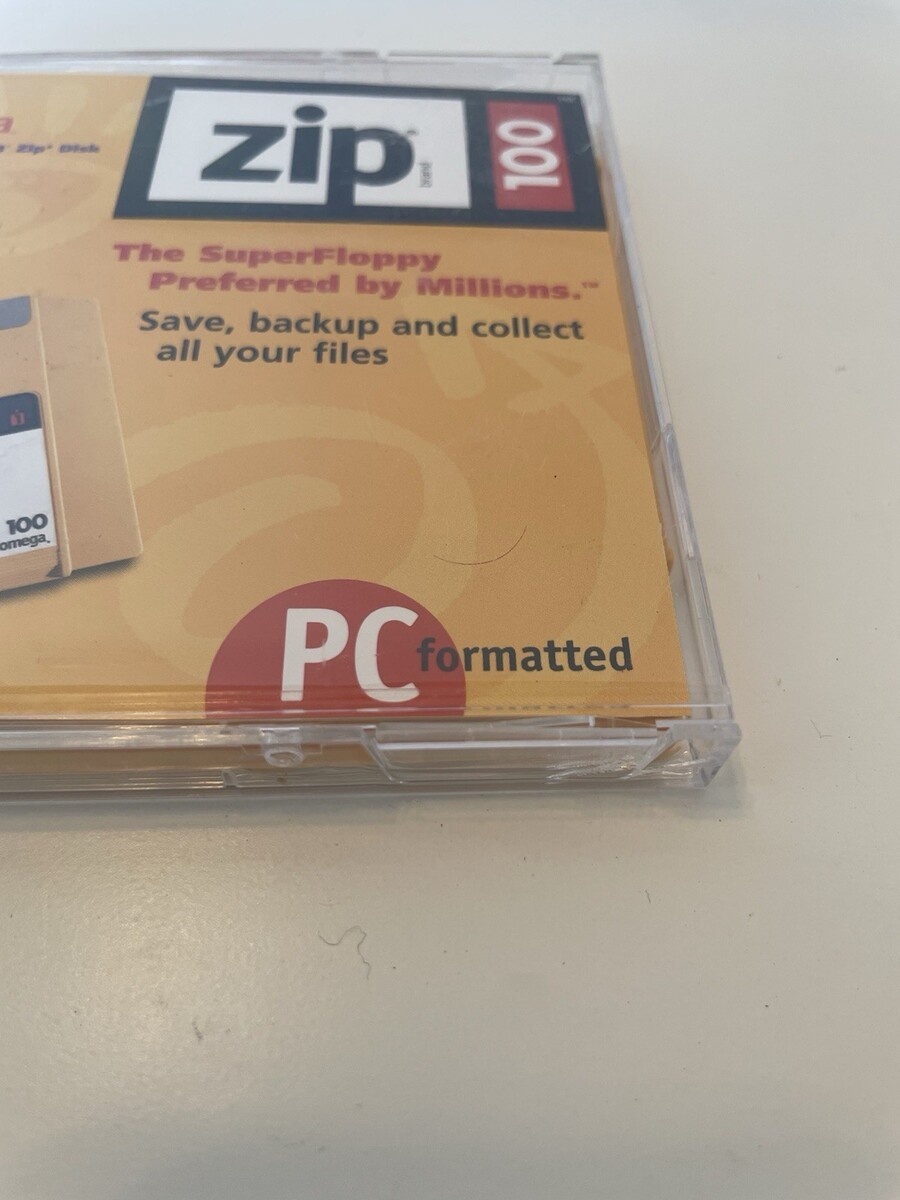 a
Zip® Disk
zip®
brand
100
The SuperFloppy
Preferred by Millions.™
Save, backup and collect
all your files
100
omega.
PC formatted